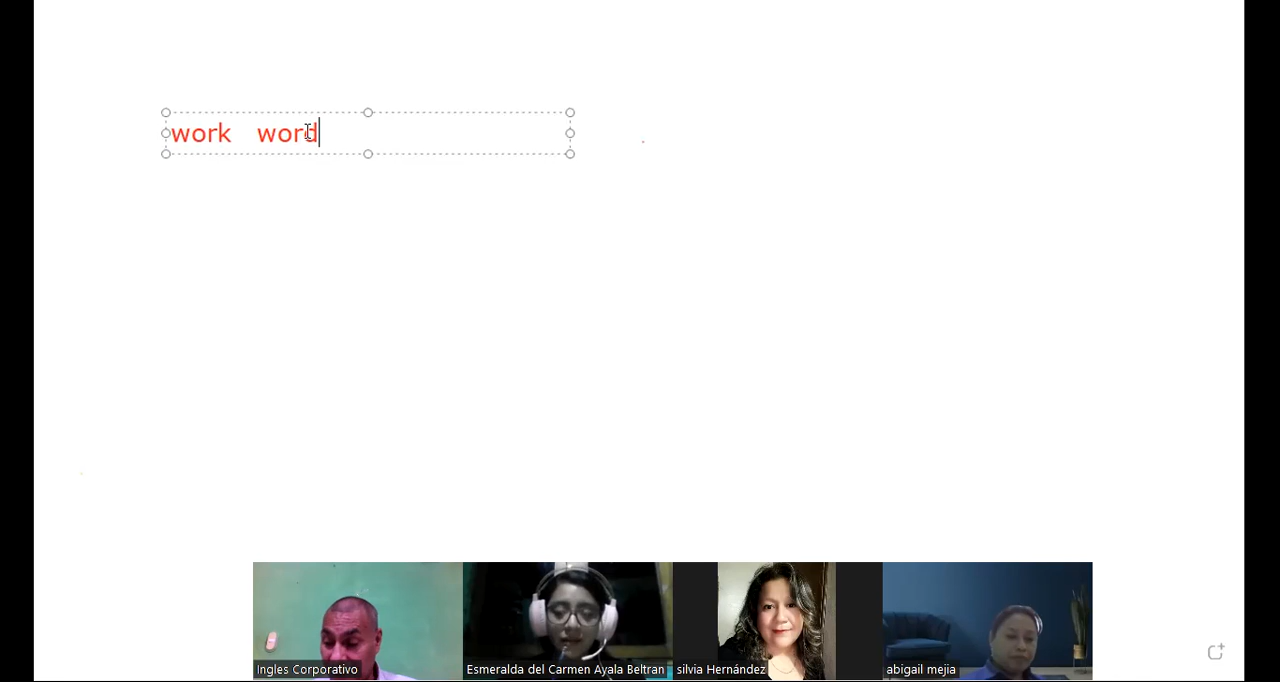 work   word
Ingles Corporativo
Esmeralda del Carmen Ayala Beltran
silvia Hernández
abigail mejia